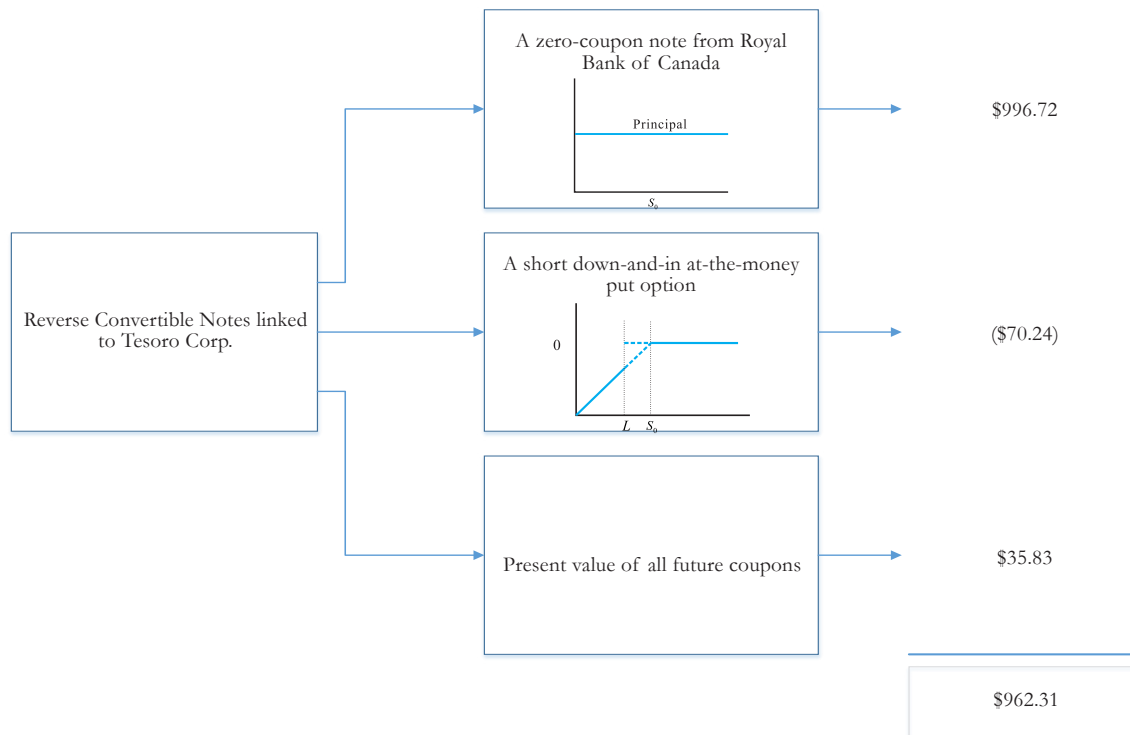 A zero-coupon note from Royal
Bank of Canada
Principal
S₀
$996.72
Reverse Convertible Notes linked
to Tesoro Corp.
A short down-and-in at-the-money
put option
0
L
S₀
($70.24)
Present value of all future coupons
$35.83
$962.31